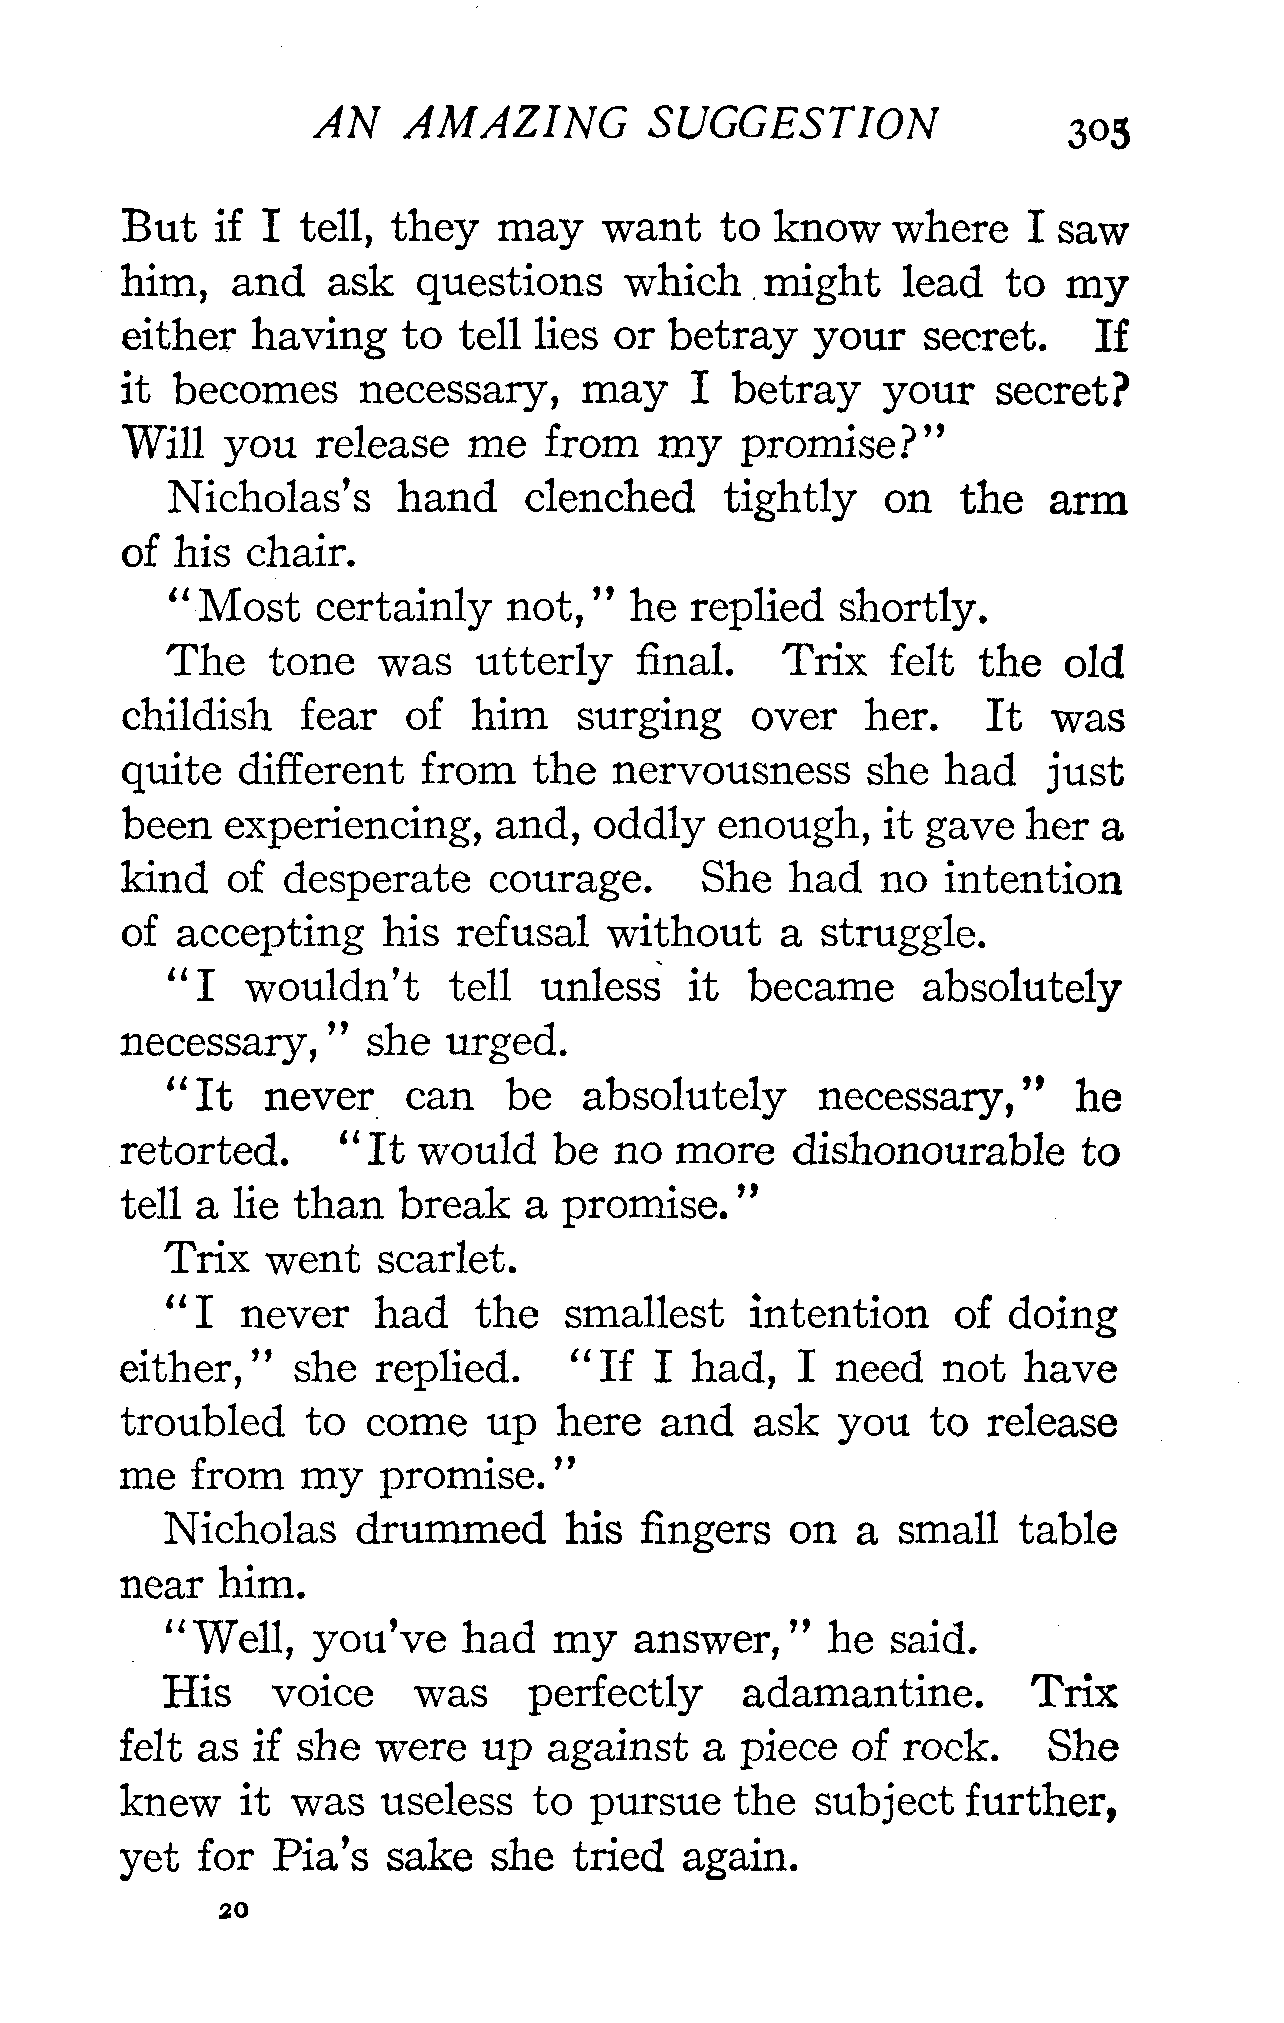 AN AMAZING SUGGESTION 305
But if I tell, they may want to know where I saw
him, and ask questions which might lead to my
either having to tell lies or betray your secret. If
it becomes necessary, may I betray your secret?
Will you release me from my promise?"
Nicholas's hand clenched tightly on the arm
of his chair.
"Most certainly not," he replied shortly.
The tone was utterly final. Trix felt the old
childish fear of him surging over her. It was
quite different from the nervousness she had just
been experiencing, and, oddly enough, it gave her a
kind of desperate courage. She had no intention
of accepting his refusal without a struggle.
"I wouldn't tell unless it became absolutely
necessary," she urged.
"It never can be absolutely necessary," he
retorted. "It would be no more dishonourable to
tell a lie than break a promise."
Trix went scarlet.
"I never had the smallest intention of doing
either," she replied. "If I had, I need not have
troubled to come up here and ask you to release
me from my promise."
Nicholas drummed his fingers on a small table
near him.
"Well, you've had my answer," he said.
His voice was perfectly adamantine. Trix
felt as if she were up against a piece of rock. She
knew it was useless to pursue the subject further,
yet for Pia's sake she tried again.
20